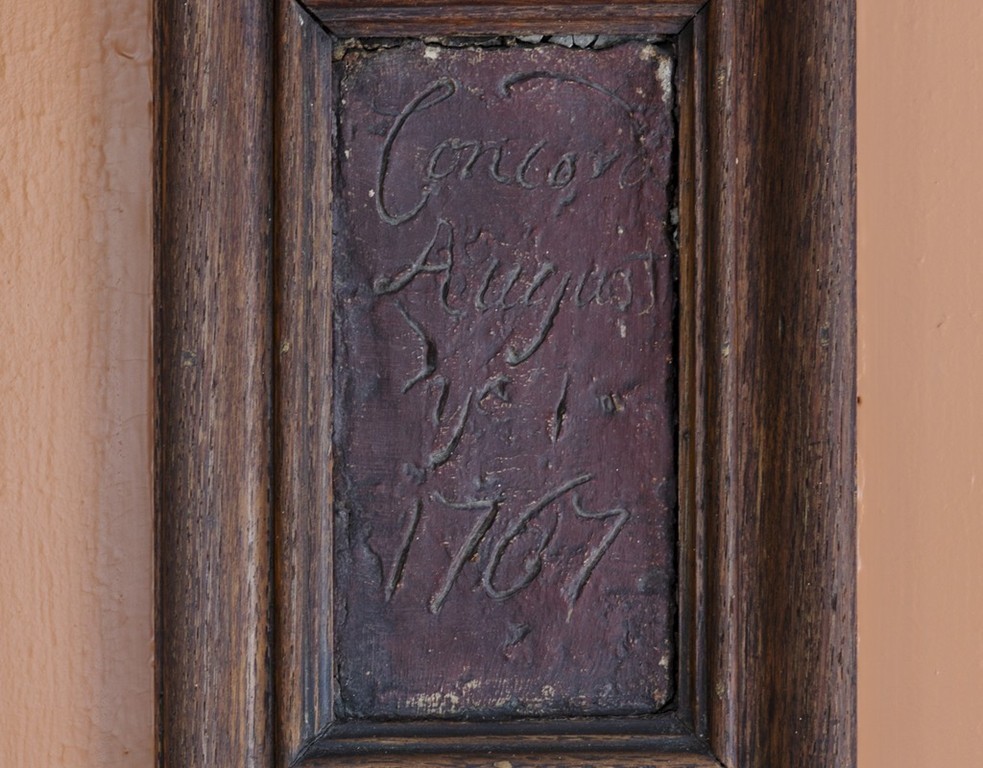 Concord
August
ye 1
1767